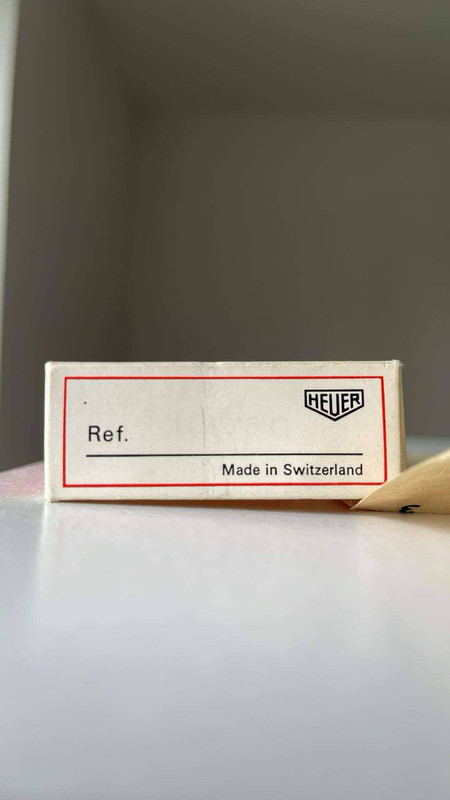 HEUER
Ref.
Made in Switzerland